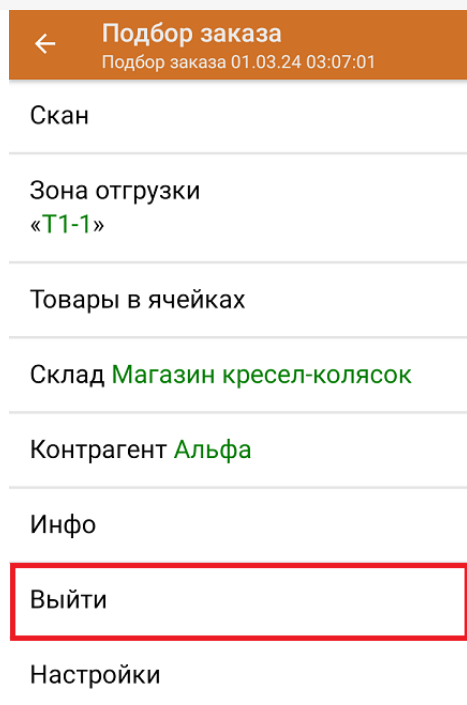 Подбор заказа
Подбор заказа 01.03.24 03:07:01
Скан
Зона отгрузки
«Т1-1»
Товары в ячейках
Склад Магазин кресел-колясок
Контрагент Альфа
Инфо
Выйти
Настройки